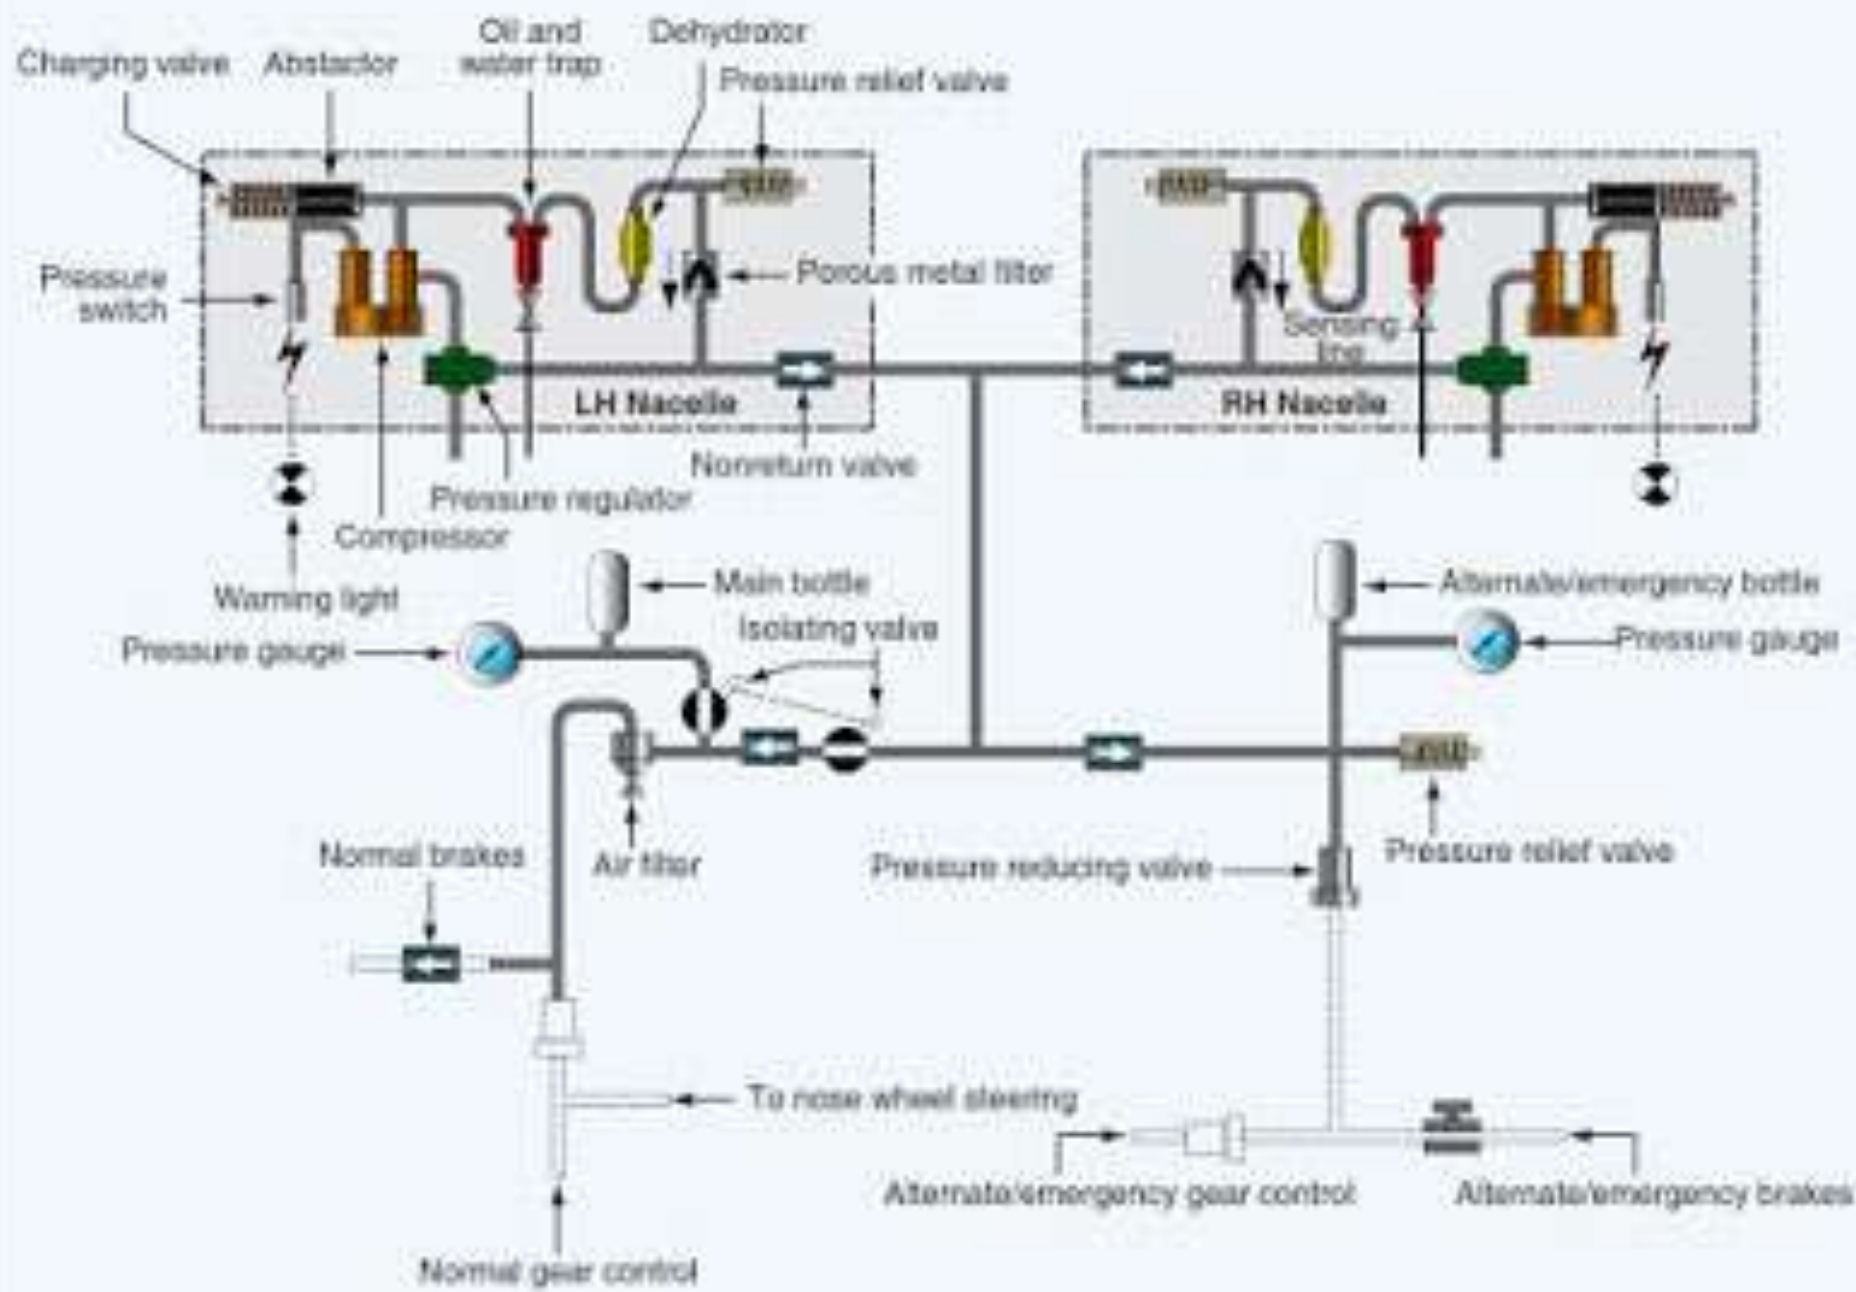 Oil and
water trap
Dehydrator
Charging valve
Abstactor
Pressure relief valve
Pressure
switch
Porous metal filter
Sensing
line
LH Nacelle
RH Nacelle
Nonreturn valve
Pressure regulator
Compressor
Warning light
Main bottle
Alternate/emergency bottle
Isolating valve
Pressure gauge
Pressure gauge
Normal brakes
Air filter
Pressure reducing valve
Pressure relief valve
To nose wheel steering
Alternate/emergency gear control
Alternate/emergency brakes
Normal gear control